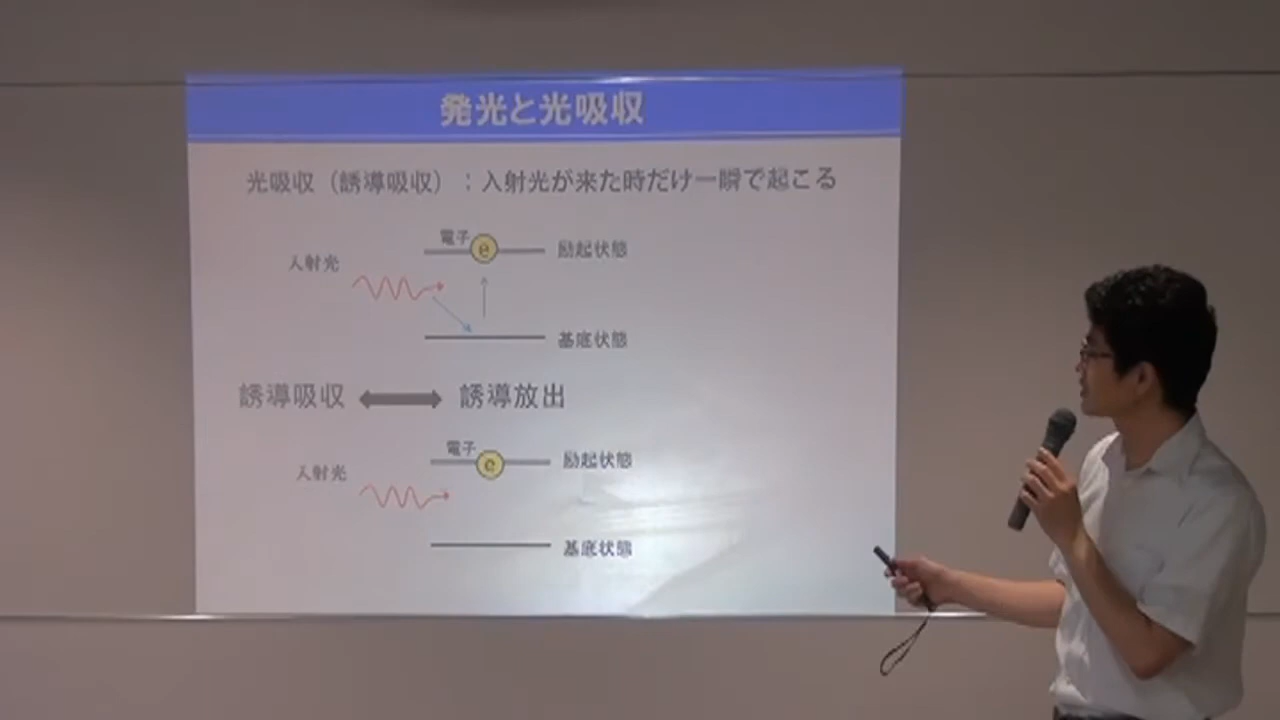 発光と光吸収
光吸収（誘導吸収）：入射光が来た時だけ一瞬で起こる
電子
e
励起状態
入射光
基底状態
誘導吸収
誘導放出
電子
e
励起状態
入射光
基底状態